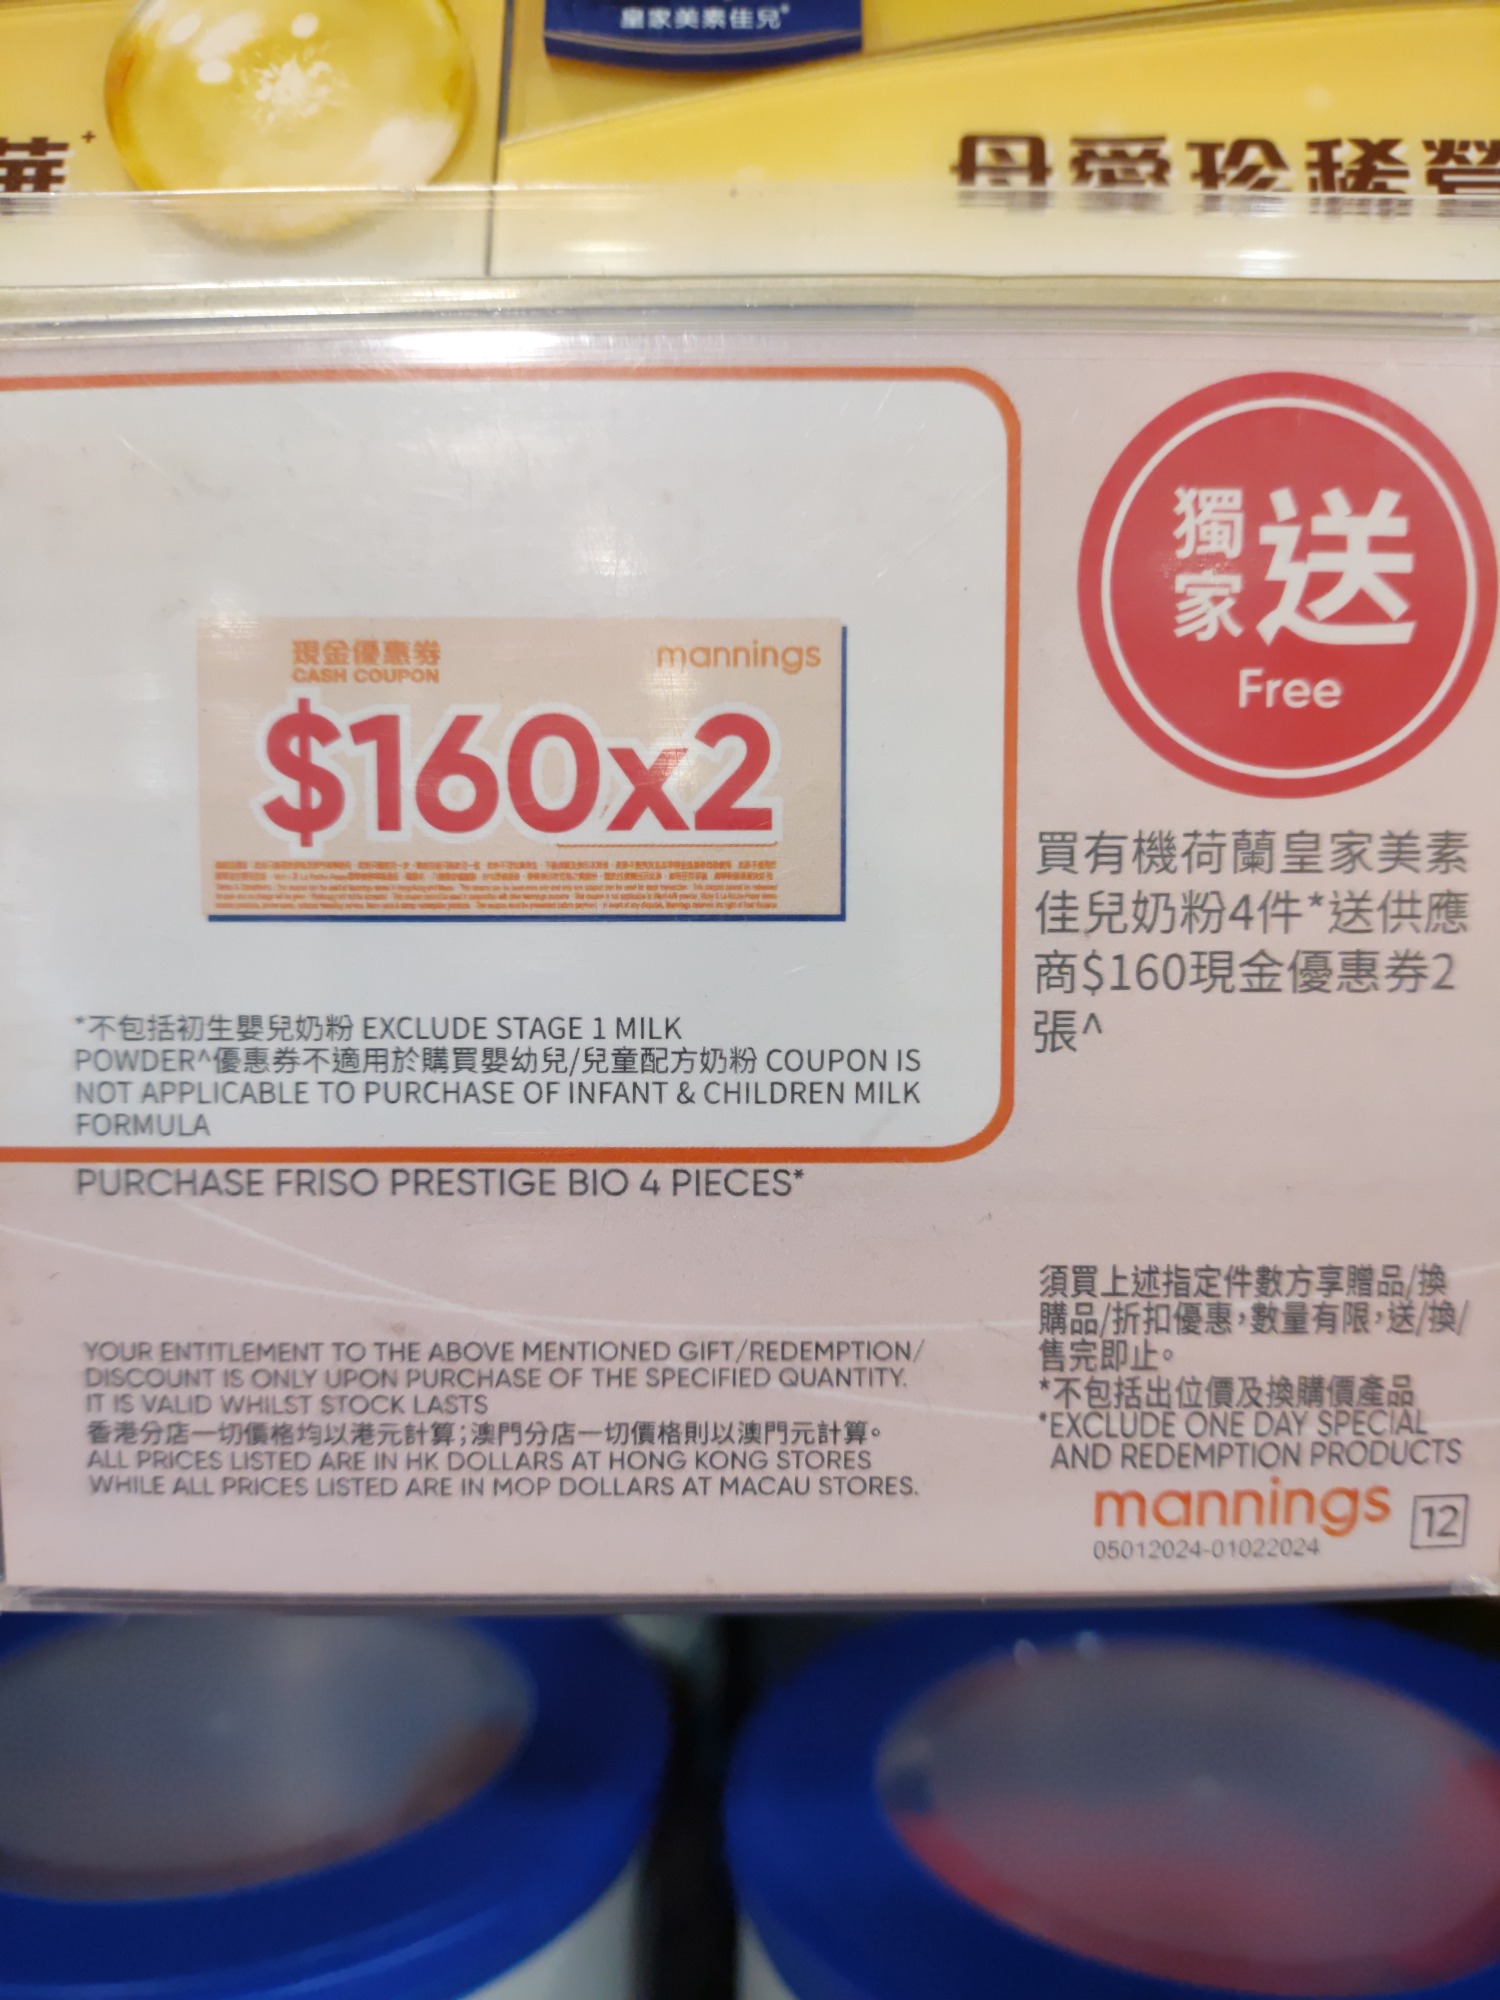 皇家美素佳兒
華+
母愛珍稀營
獨家送
Free
現金優惠券
CASH COUPON
mannings
$160x2
買有機荷蘭皇家美素
佳兒奶粉4件*送供應
商$160現金優惠券2
張^
*不包括初生嬰兒奶粉 EXCLUDE STAGE 1 MILK
POWDER^優惠券不適用於購買嬰幼兒/兒童配方奶粉 COUPON IS
NOT APPLICABLE TO PURCHASE OF INFANT & CHILDREN MILK
FORMULA
PURCHASE FRISO PRESTIGE BIO 4 PIECES*
YOUR ENTITLEMENT TO THE ABOVE MENTIONED GIFT/REDEMPTION/
DISCOUNT IS ONLY UPON PURCHASE OF THE SPECIFIED QUANTITY.
IT IS VALID WHILST STOCK LASTS
香港分店一切價格均以港元計算;澳門分店一切價格則以澳門元計算。
ALL PRICES LISTED ARE IN HK DOLLARS AT HONG KONG STORES
WHILE ALL PRICES LISTED ARE IN MOP DOLLARS AT MACAU STORES.
須買上述指定件數方享贈品/換
購品/折扣優惠,數量有限,送/換/
售完即止。
*不包括出位價及換購價產品
*EXCLUDE ONE DAY SPECIAL
AND REDEMPTION PRODUCTS
mannings 12
05012024-01022024